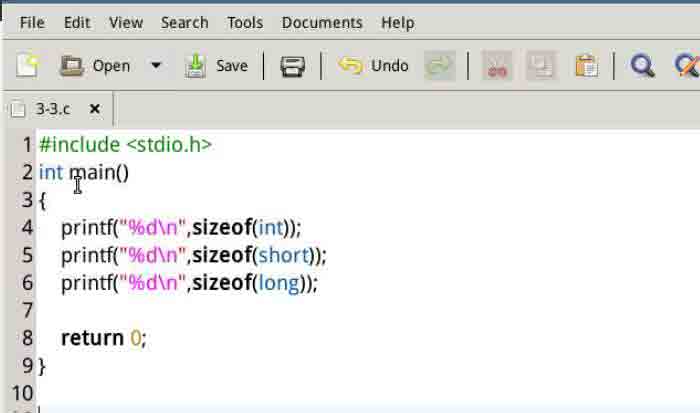 File Edit View Search Tools Documents Help
Open Save Undo
3-3.c ×
1 #include <stdio.h>
2 int main()
3 {
4 printf("%d\n",sizeof(int));
5 printf("%d\n",sizeof(short));
6 printf("%d\n",sizeof(long));
7
8 return 0;
9 }
10